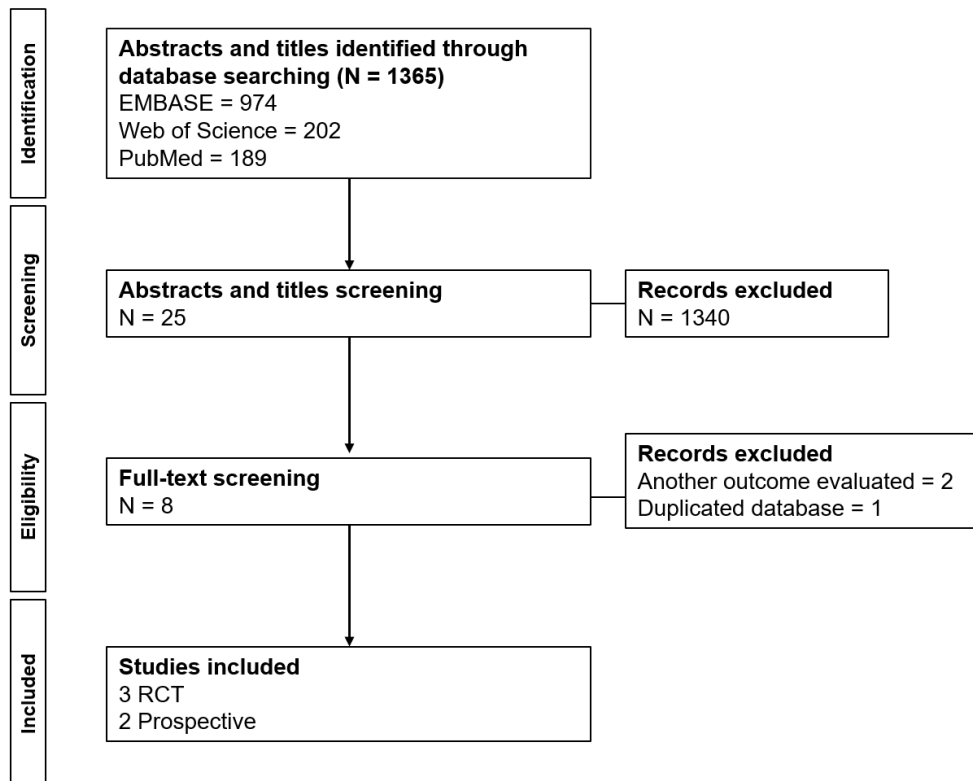 Identification
Abstracts and titles identified through
database searching (N = 1365)
EMBASE = 974
Web of Science = 202
PubMed = 189
Screening
Abstracts and titles screening
N = 25
Records excluded
N = 1340
Eligibility
Full-text screening
N = 8
Records excluded
Another outcome evaluated = 2
Duplicated database = 1
Included
Studies included
3 RCT
2 Prospective